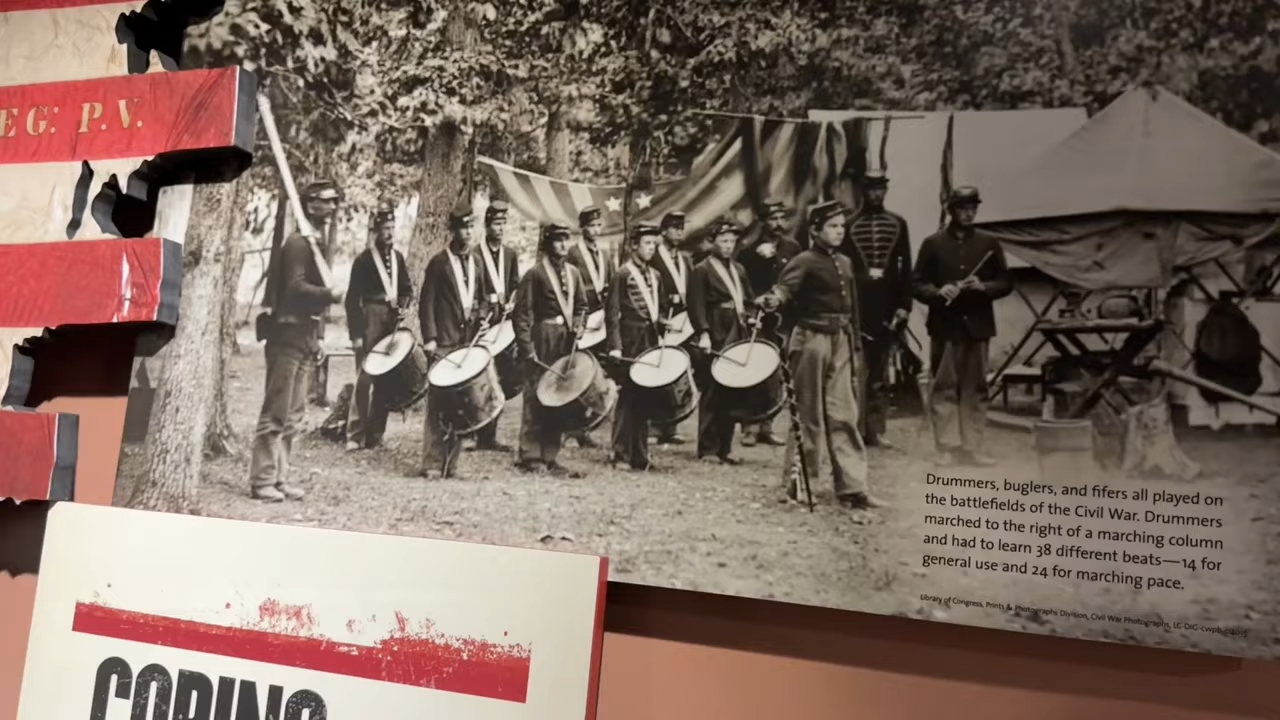 EG. P.V.
Drummers, buglers, and fifers all played on
the battlefields of the Civil War. Drummers
marched to the right of a marching column
and had to learn 38 different beats—14 for
general use and 24 for marching pace.
Library of Congress, Prints & Photographs Division, Civil War Photographs,
COPING